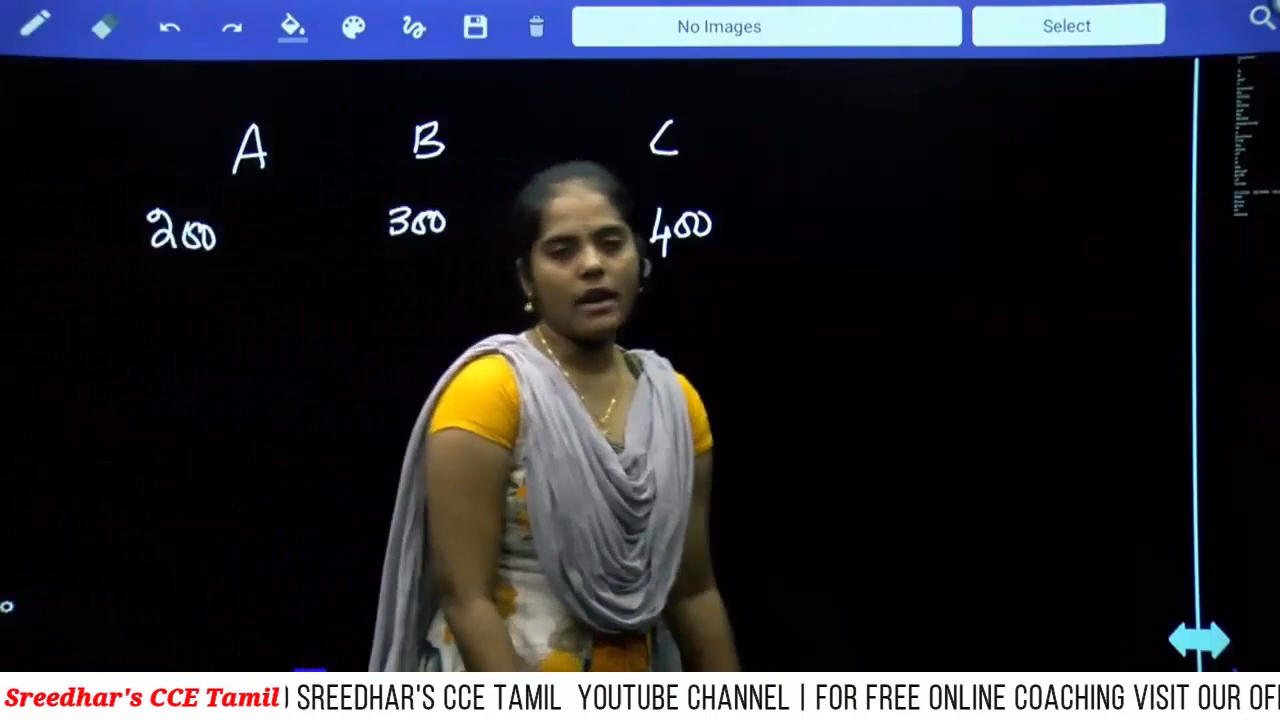 No Images Select
A B C
200 300 400
Sreedhar's CCE Tamil ) SREEDHAR'S CCE TAMIL YOUTUBE CHANNEL | FOR FREE ONLINE COACHING VISIT OUR OFI